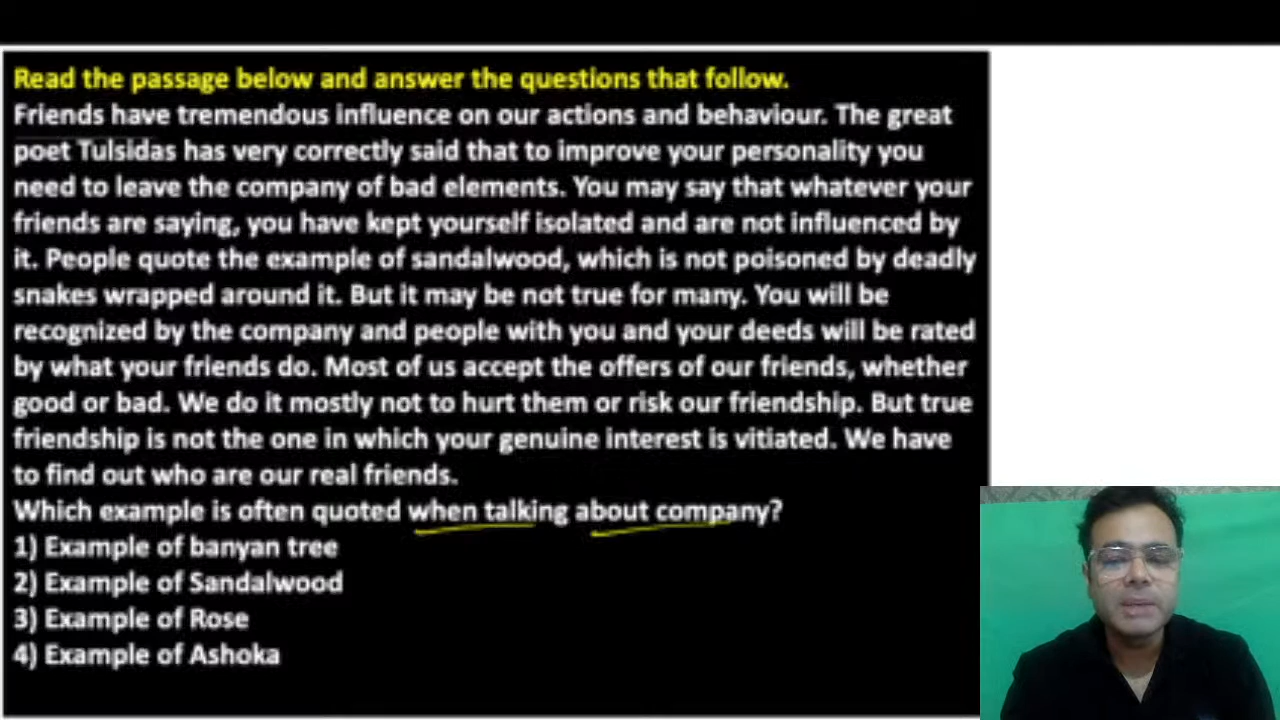 Read the passage below and answer the questions that follow.
Friends have tremendous influence on our actions and behaviour. The great
poet Tulsidas has very correctly said that to improve your personality you
need to leave the company of bad elements. You may say that whatever your
friends are saying, you have kept yourself isolated and are not influenced by
it. People quote the example of sandalwood, which is not poisoned by deadly
snakes wrapped around it. But it may be not true for many. You will be
recognized by the company and people with you and your deeds will be rated
by what your friends do. Most of us accept the offers of our friends, whether
good or bad. We do it mostly not to hurt them or risk our friendship. But true
friendship is not the one in which your genuine interest is vitiated. We have
to find out who are our real friends.
Which example is often quoted when talking about company?
1) Example of banyan tree
2) Example of Sandalwood
3) Example of Rose
4) Example of Ashoka